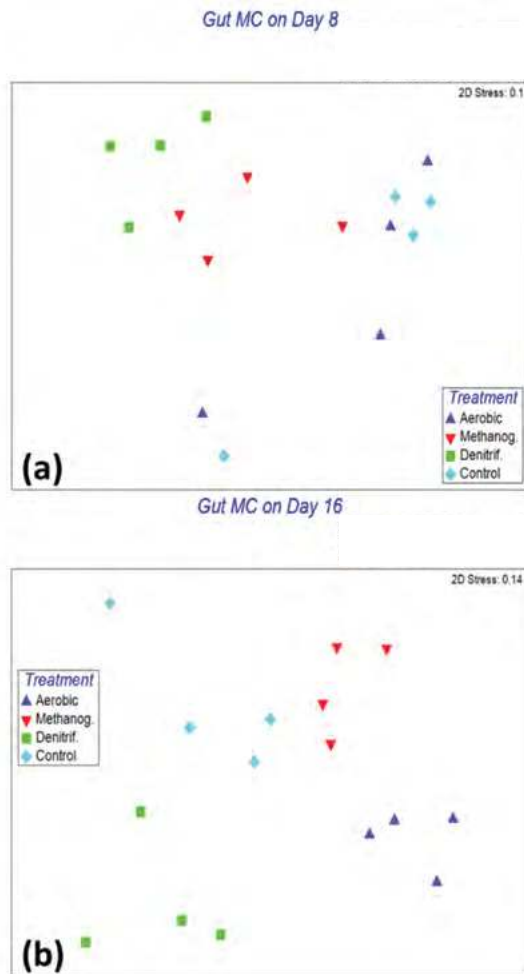 Gut MC on Day 8
2D Stress: 0.1
Treatment
Aerobic
Methanog.
Denitrif.
Control
(a)
Gut MC on Day 16
2D Stress: 0.14
Treatment
Aerobic
Methanog.
Denitrif.
Control
(b)